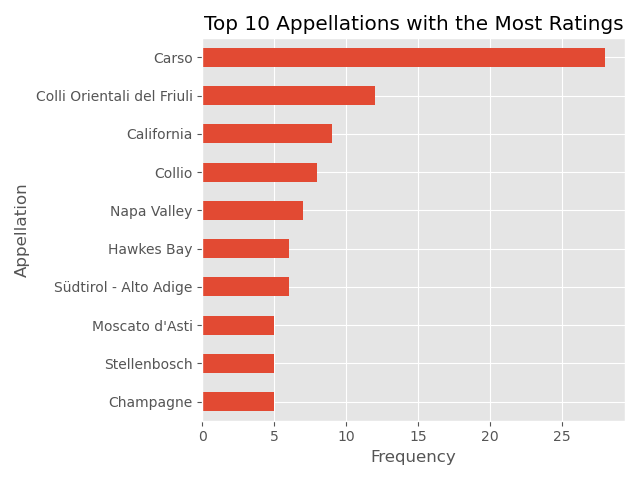 Top 10 Appellations with the Most Ratings
Carso
Colli Orientali del Friuli
California
Collio
Napa Valley
Hawkes Bay
Südtirol - Alto Adige
Moscato d'Asti
Stellenbosch
Champagne
Appellation
0 5 10 15 20 25
Frequency